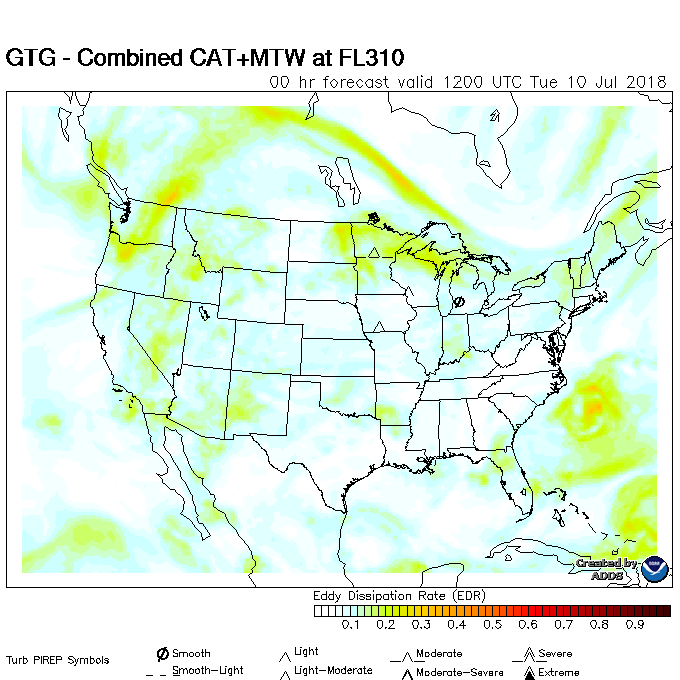 GTG - Combined CAT+MTW at FL310
00 hr forecast valid 1200 UTC Tue 10 Jul 2018
Created by
ADDS
Eddy Dissipation Rate (EDR)
0.1 0.2 0.3 0.4 0.5 0.6 0.7 0.8 0.9
Turb PIREP Symbols
Smooth Light Moderate Severe
Smooth-Light Light-Moderate Moderate-Severe Extreme